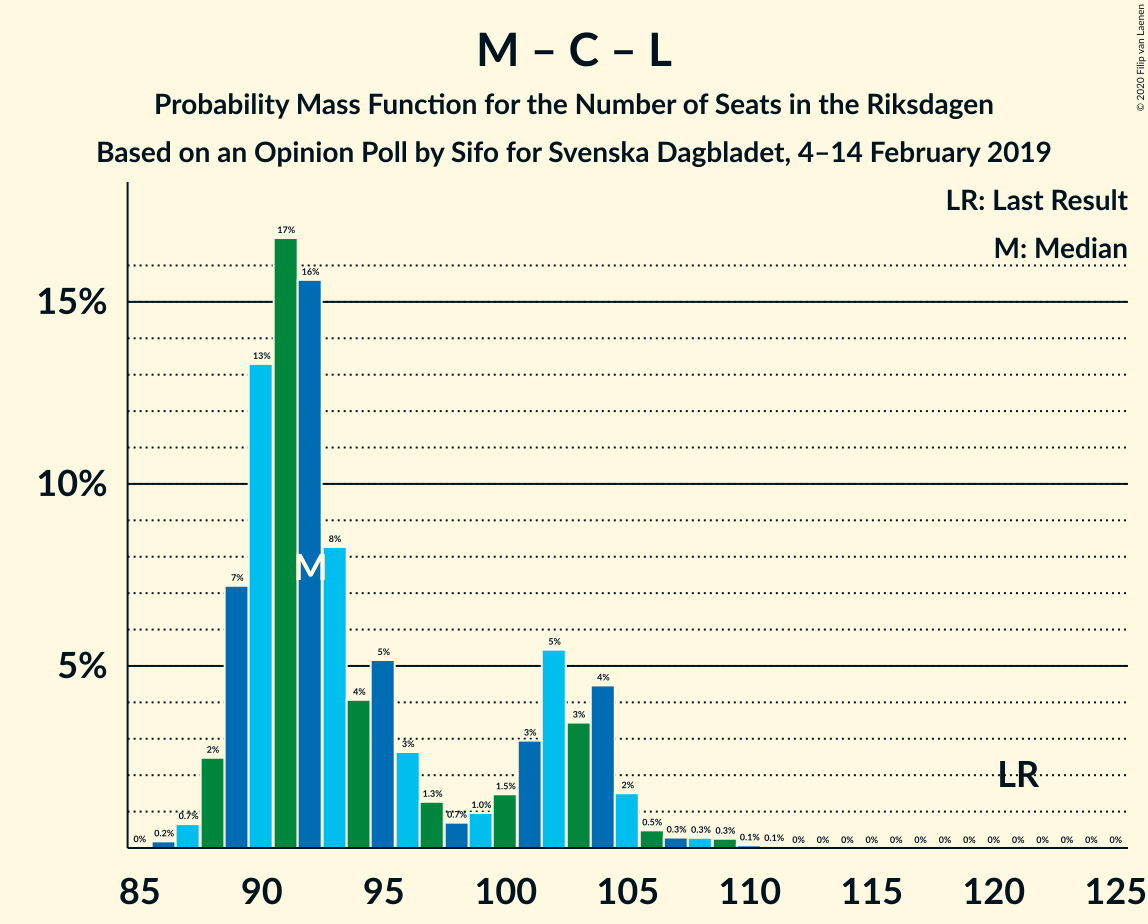 M – C – L
Probability Mass Function for the Number of Seats in the Riksdagen
Based on an Opinion Poll by Sifo for Svenska Dagbladet, 4–14 February 2019
© 2020 Filip van Laenen
LR: Last Result
M: Median
15%
10%
5%
0% 0.2% 0.7% 2% 7% 13% 17% 16% 8% 4% 5% 3% 1.3% 0.7% 1.0% 1.5% 3% 5% 3% 4% 2% 0.5% 0.3% 0.3% 0.3% 0.1% 0.1% 0% 0% 0% 0% 0% 0% 0% 0% 0% 0% 0% 0% 0% 0%
M
LR
85 90 95 100 105 110 115 120 125